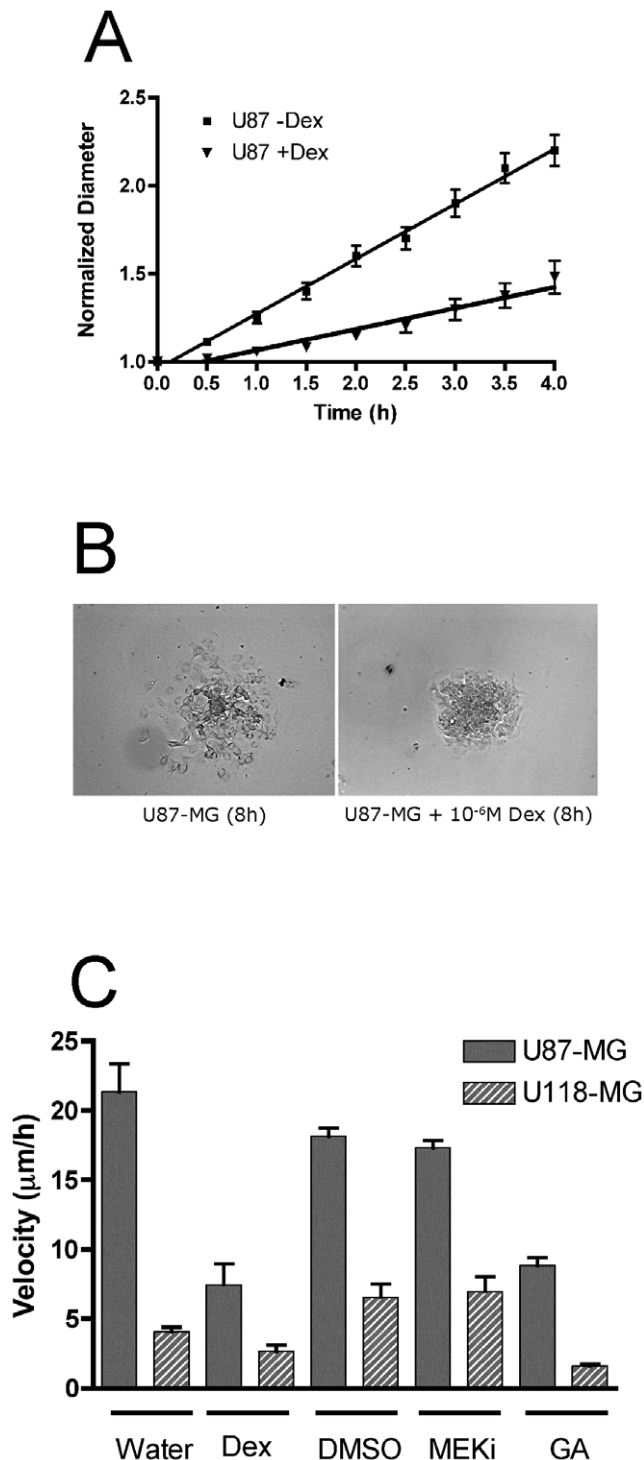 A
2.5
2.0
1.5
1.0
Normalized Diameter
U87 -Dex
U87 +Dex
0.0 0.5 1.0 1.5 2.0 2.5 3.0 3.5 4.0
Time (h)
B
U87-MG (8h) U87-MG + 10⁻⁶M Dex (8h)
C
25
20
15
10
5
0
Velocity (μm/h)
U87-MG
U118-MG
Water Dex DMSO MEKi GA